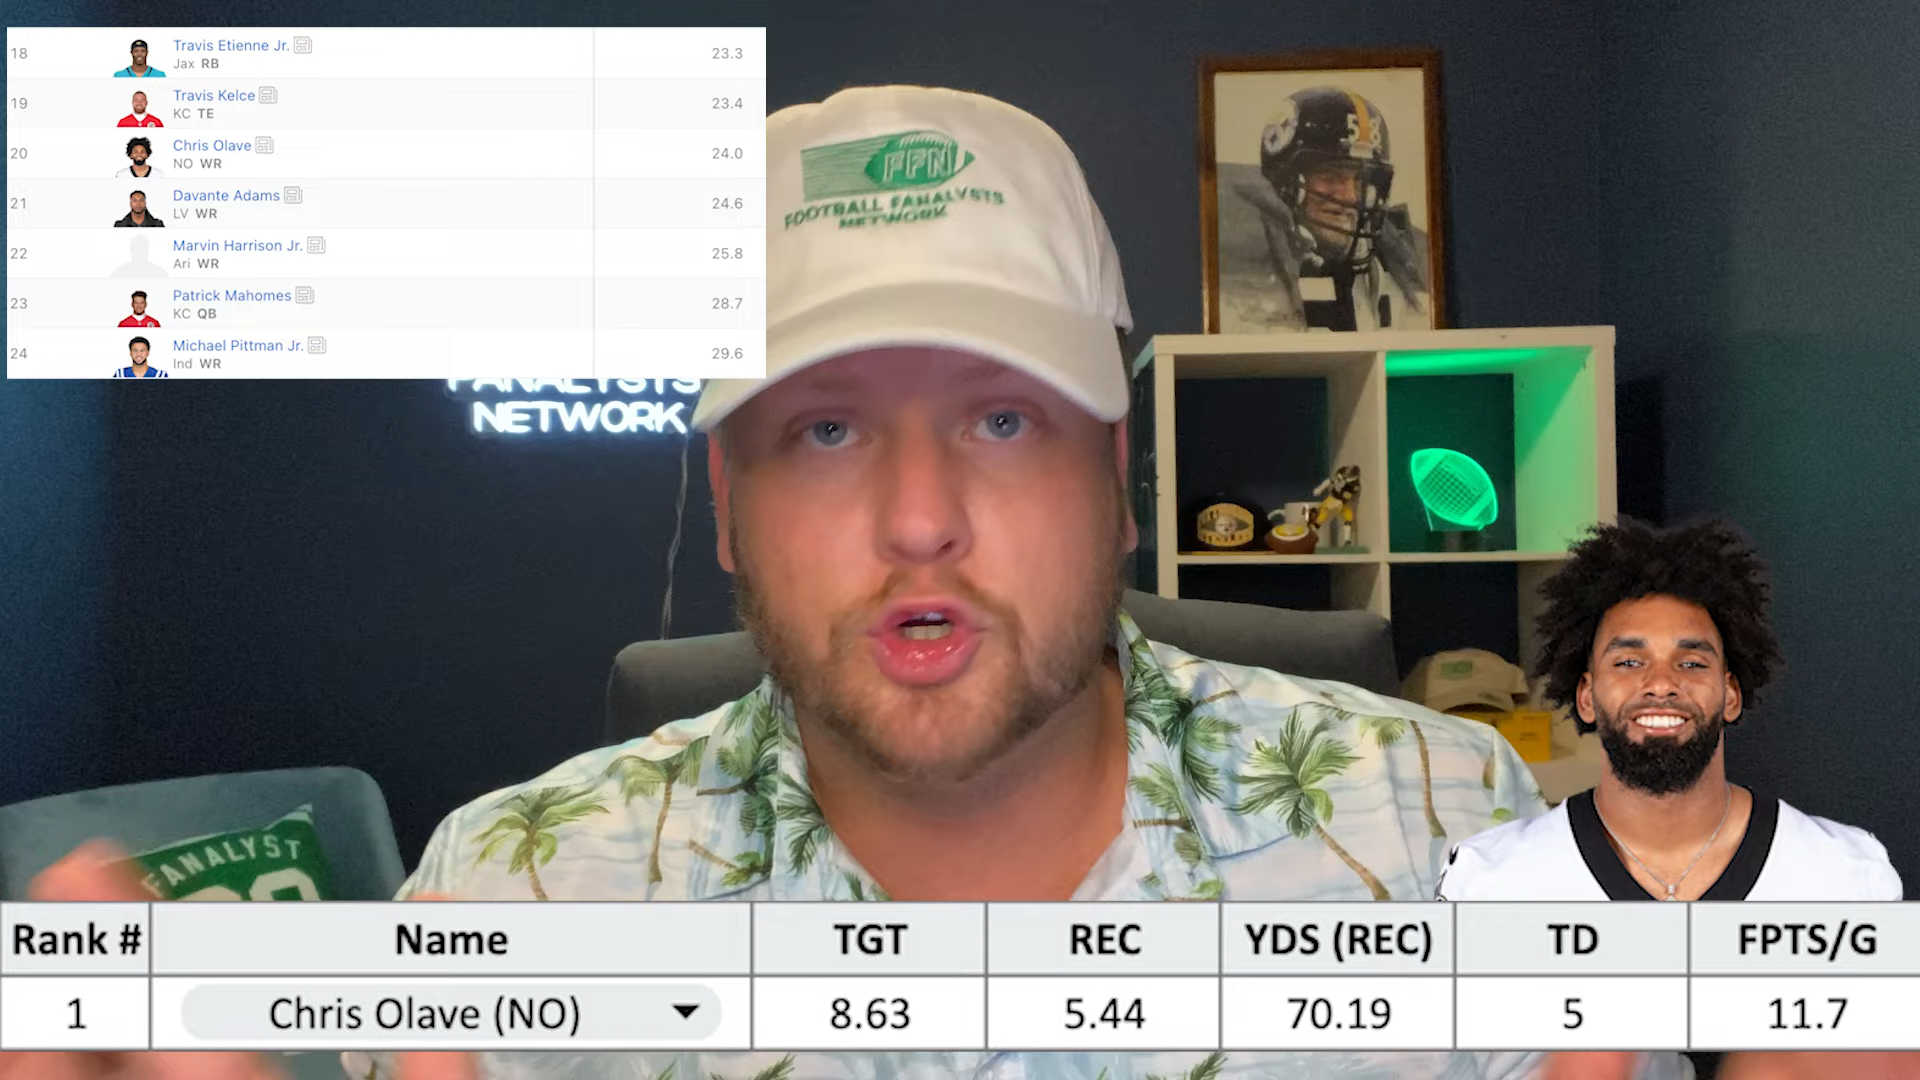 18 Travis Etienne Jr. 23.3
Jax RB
19 Travis Kelce 23.4
KC TE
20 Chris Olave 24.0
NO WR
21 Davante Adams 24.6
LV WR
22 Marvin Harrison Jr. 25.8
Ari WR
23 Patrick Mahomes 28.7
KC QB
24 Michael Pittman Jr. 29.6
Ind WR
FANALYSTS
NETWORK
FFN
FOOTBALL FANALYSTS
NETWORK
FANALYST
Rank # Name TGT REC YDS (REC) TD FPTS/G
1 Chris Olave (NO) 8.63 5.44 70.19 5 11.7